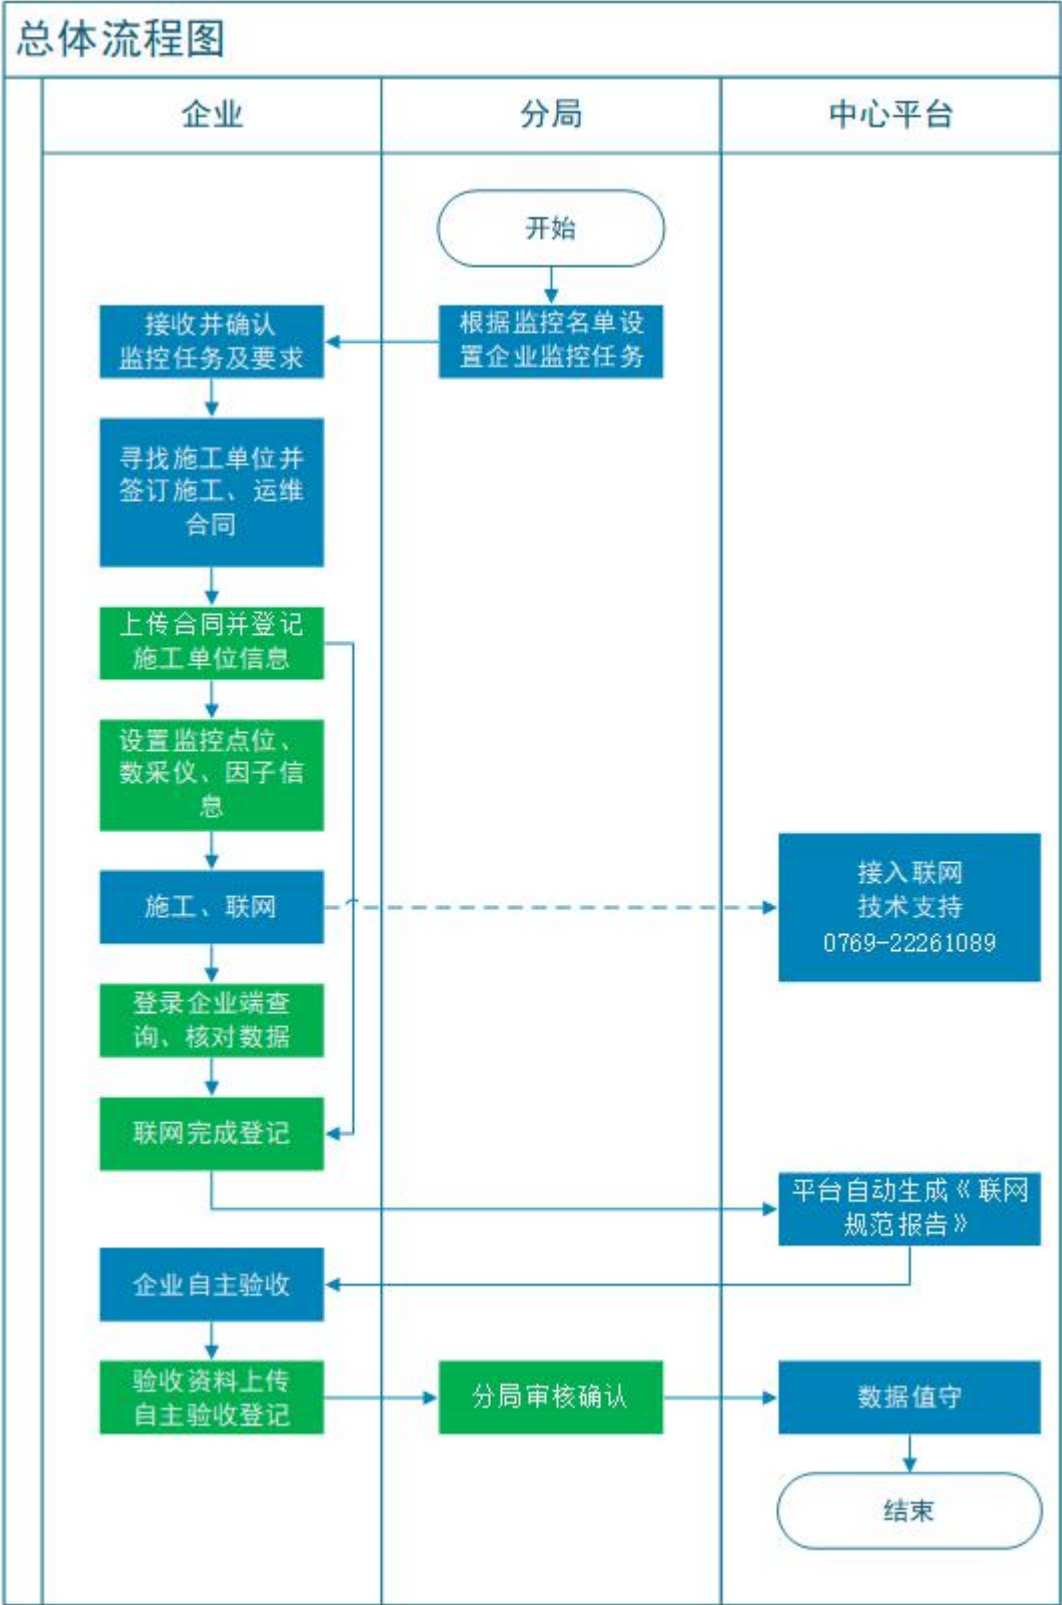 总体流程图
企业
分局
中心平台
开始
根据监控名单设
置企业监控任务
接收并确认
监控任务及要求
寻找施工单位并
签订施工、运维
合同
上传合同并登记
施工单位信息
设置监控点位、
数采仪、因子信
息
施工、联网
接入联网
技术支持
0769-22261089
登录企业端查
询、核对数据
联网完成登记
平台自动生成《联网
规范报告》
企业自主验收
验收资料上传
自主验收登记
分局审核确认
数据值守
结束